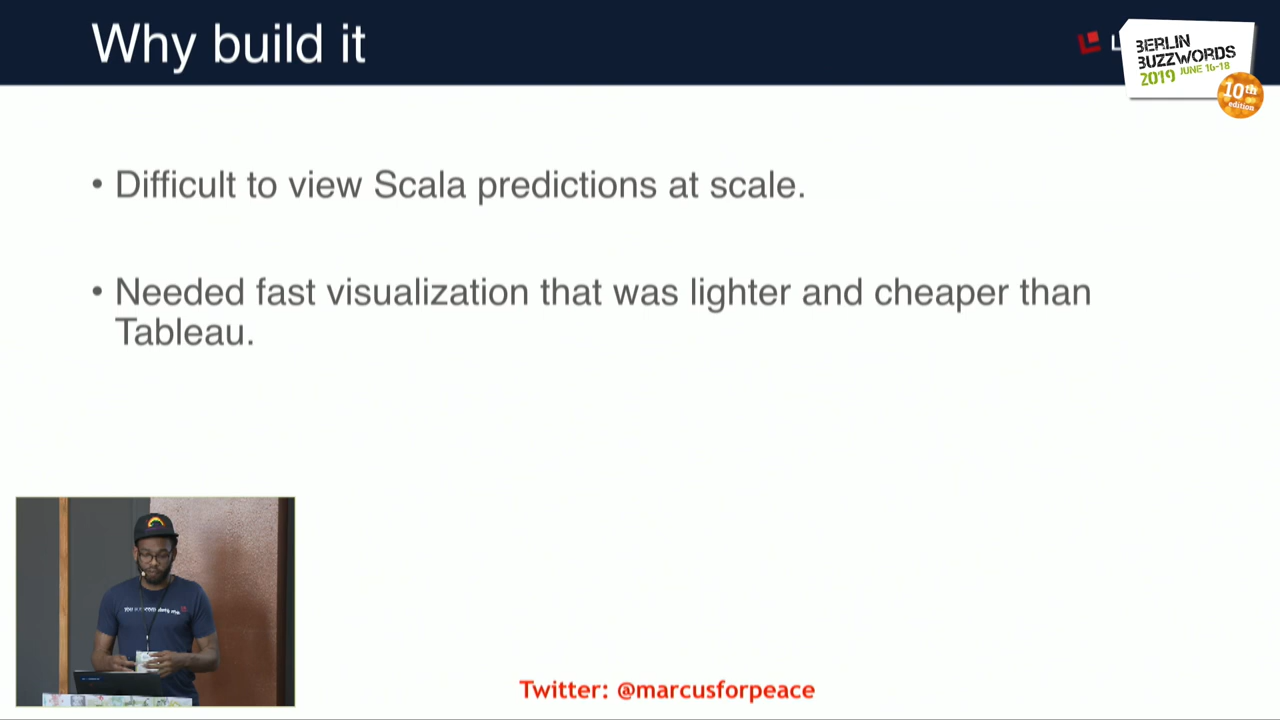 Why build it
BERLIN
BUZZWORDS
2019 JUNE 16-18
10th
edition
• Difficult to view Scala predictions at scale.
• Needed fast visualization that was lighter and cheaper than
Tableau.
Twitter: @marcusforpeace